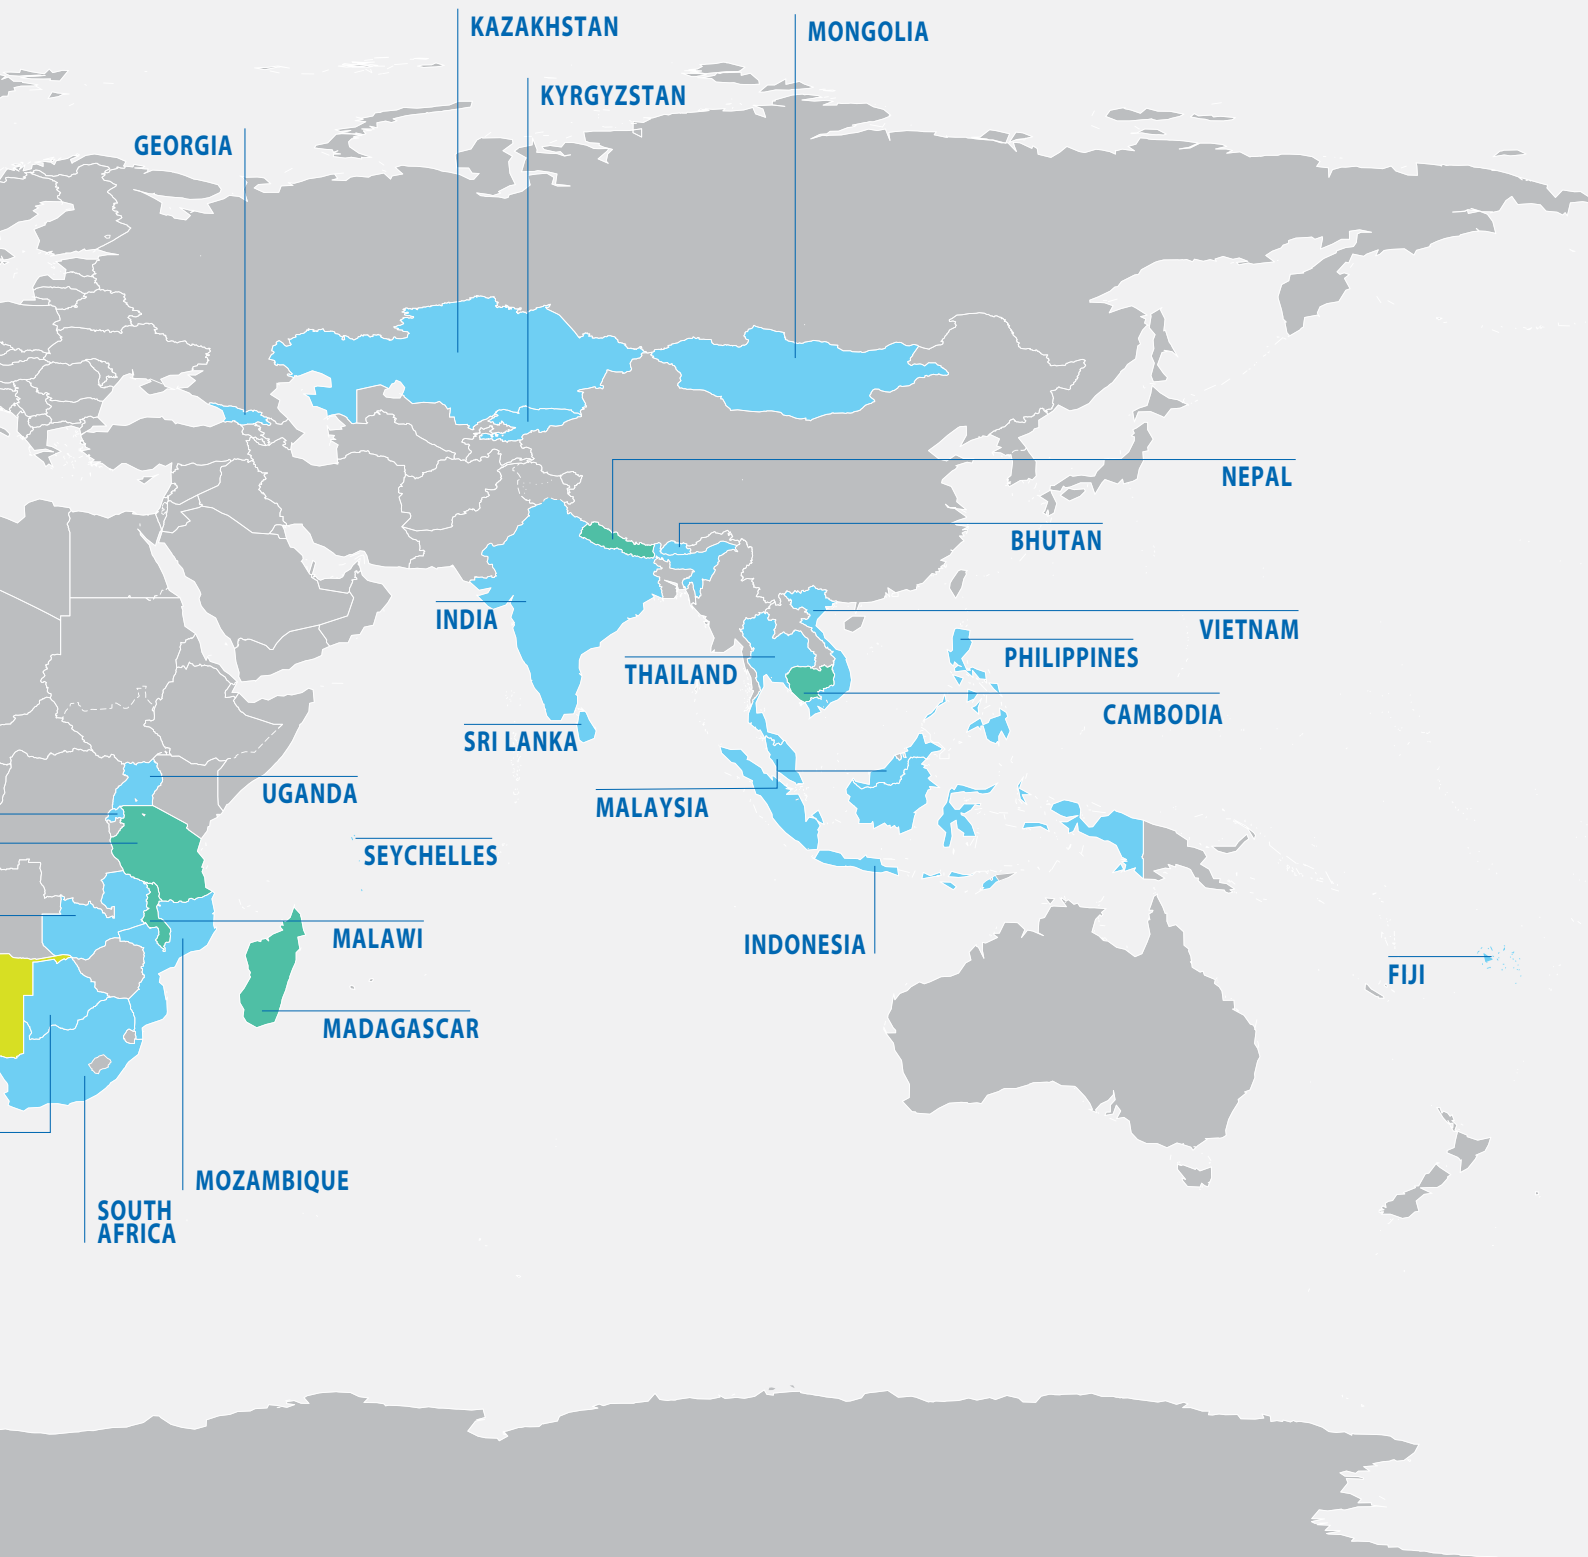 KAZAKHSTAN
MONGOLIA
KYRGYZSTAN
GEORGIA
NEPAL
BHUTAN
INDIA
VIETNAM
PHILIPPINES
THAILAND
CAMBODIA
SRI LANKA
UGANDA
MALAYSIA
SEYCHELLES
MALAWI
INDONESIA
FIJI
MADAGASCAR
MOZAMBIQUE
SOUTH
AFRICA